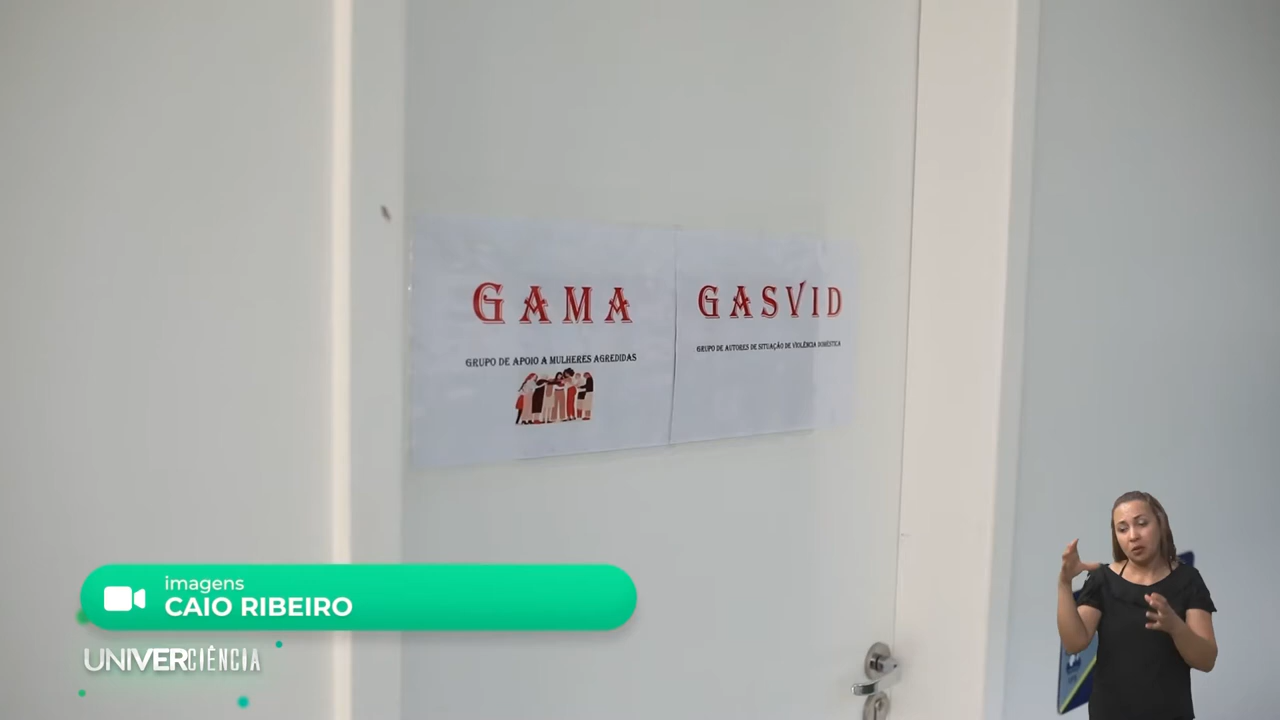 GAMA
GRUPO DE APOIO A MULHERES AGREDIDAS
GASVID
GRUPO DE AUTORES DE SITUAÇÃO DE VIOLÊNCIA DOMÉSTICA
imagens
CAIO RIBEIRO
UNIVERCIÊNCIA